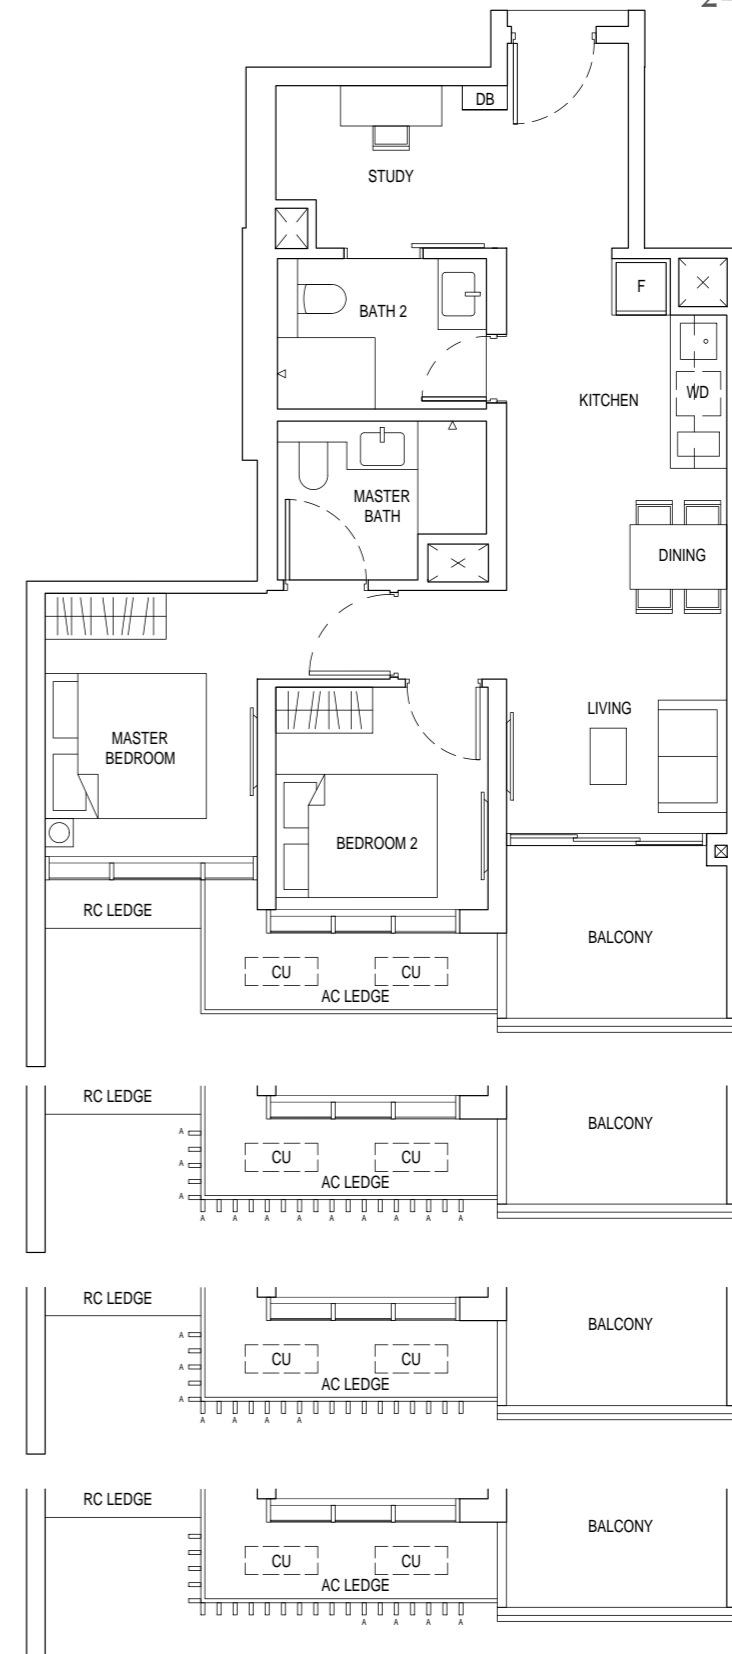 DB
STUDY
F
BATH 2
WD
KITCHEN
MASTER
BATH
DINING
LIVING
MASTER
BEDROOM
BEDROOM 2
RC LEDGE
BALCONY
CU CU
AC LEDGE
RC LEDGE
BALCONY
A
CU CU
A
AC LEDGE
A
A A A A A A A A A
RC LEDGE
BALCONY
A
CU CU
A
AC LEDGE
A
A A A A
RC LEDGE
BALCONY
CU CU
AC LEDGE
A A A A